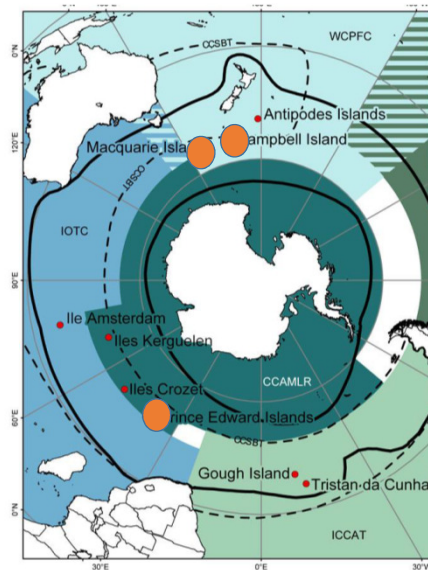 CCSBT
WCPFC
0°N
Antipodes Islands
Macquarie Isla
ampbell Island
120°E
CCSBT
IOTC
90°E
Ile Amsterdam
Iles Kerguelen
CCAMLR
Iles Crozet
rince Edward Islands
60°E
CCSBT
Gough Island
Tristan da Cunha
ICCAT
0°N
30°E
0°E
30°W